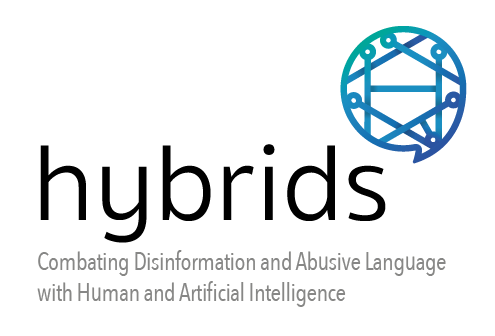 hybrids
Combating Disinformation and Abusive Language
with Human and Artificial Intelligence